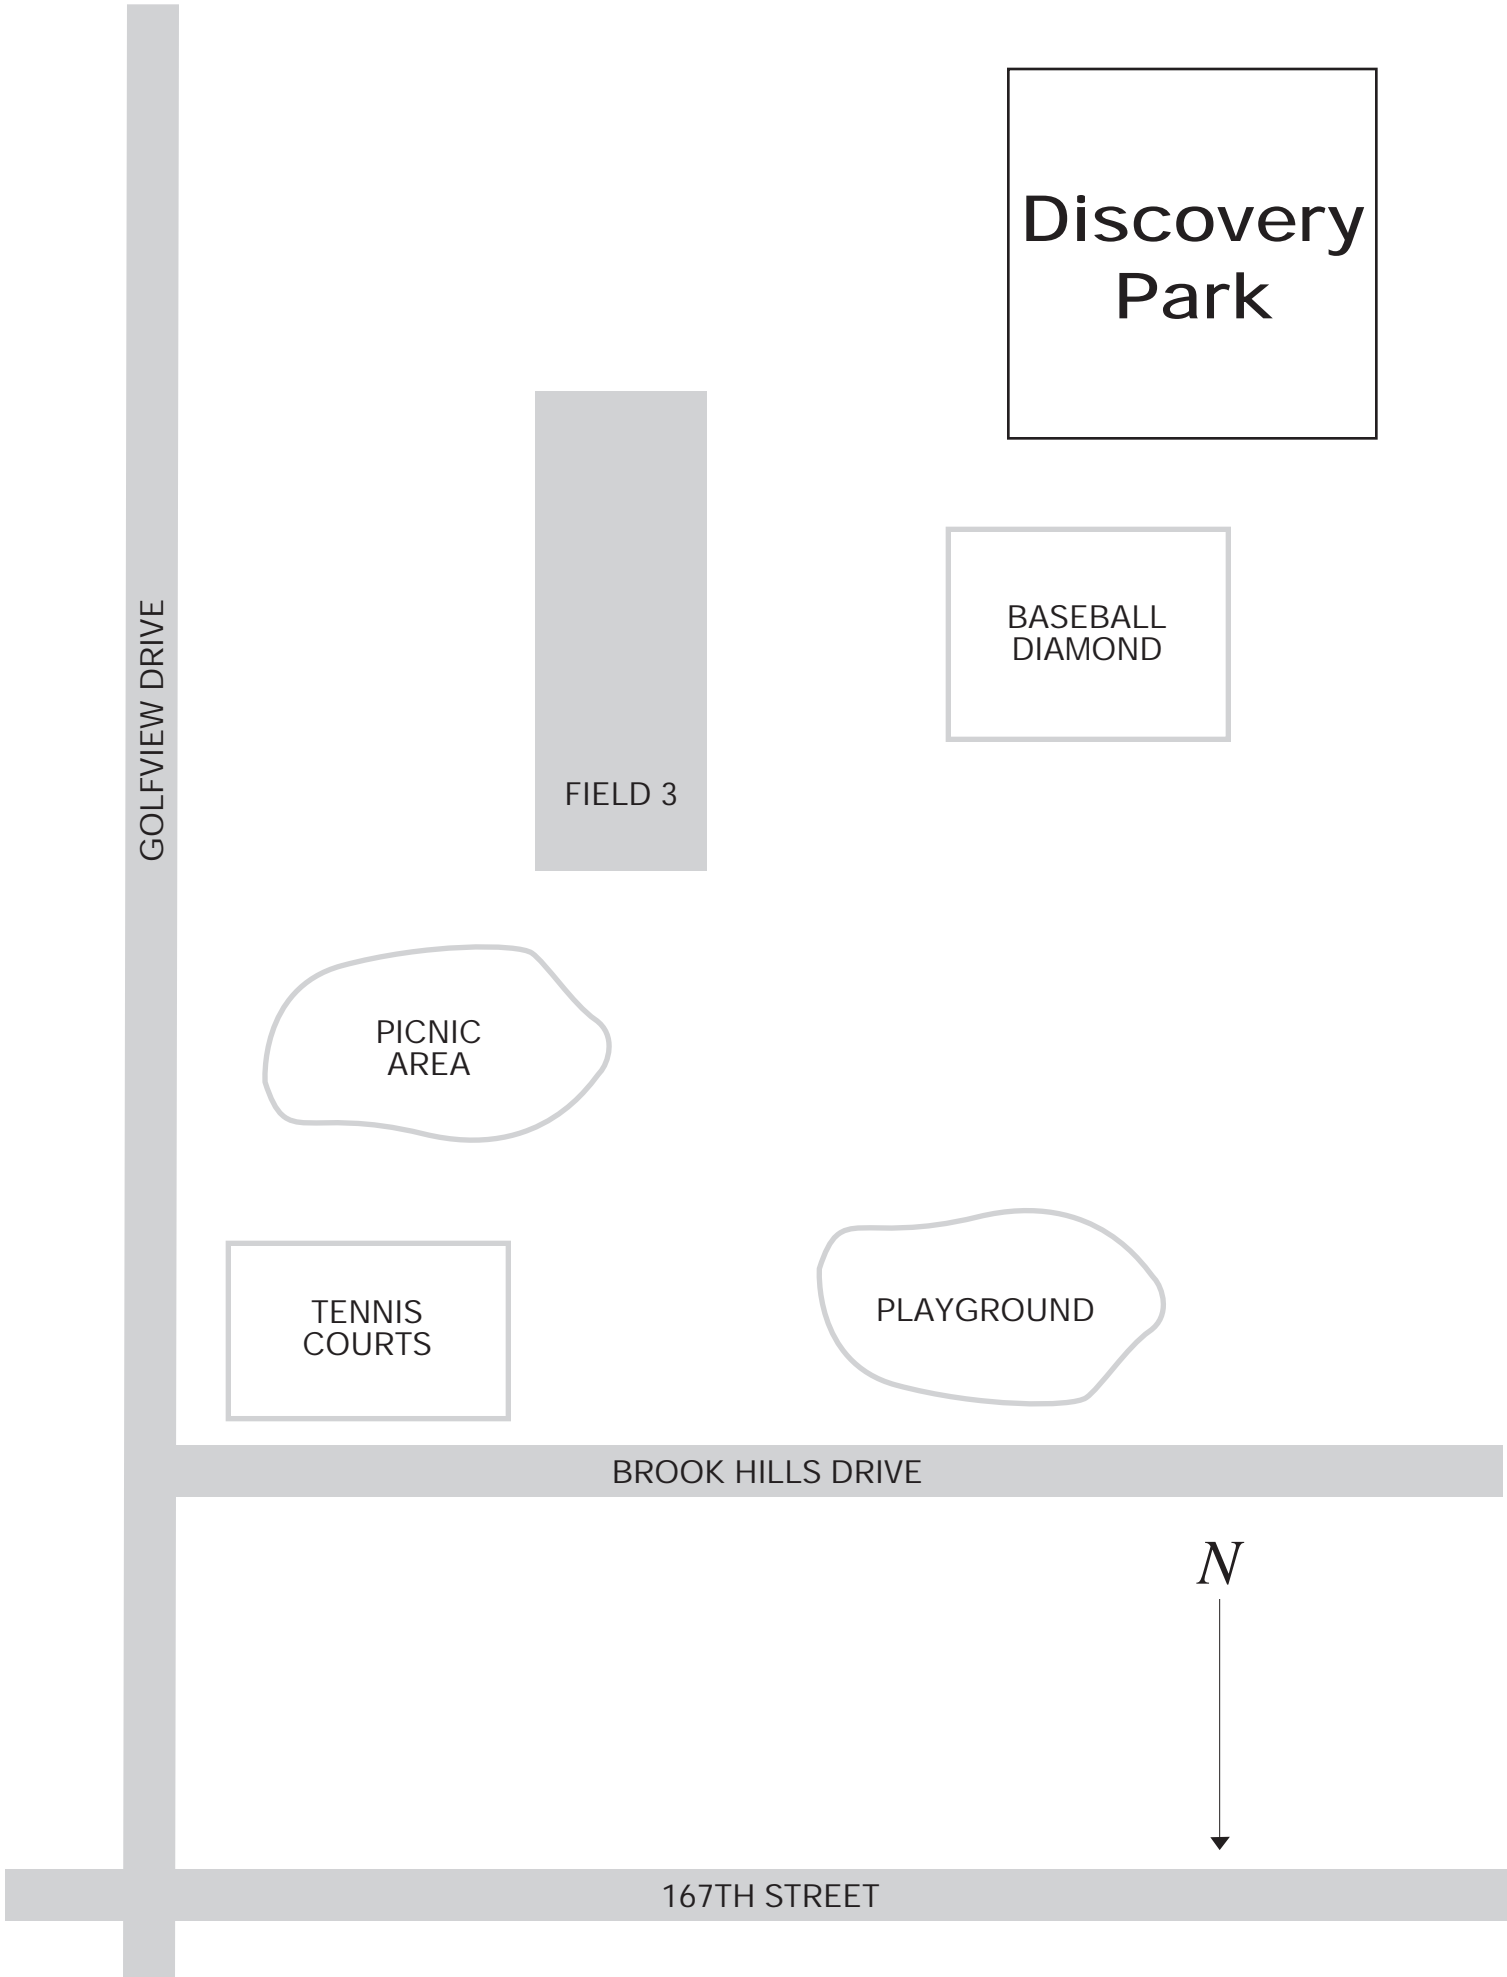 Discovery
Park
BASEBALL
DIAMOND
GOLFVIEW DRIVE
FIELD 3
PICNIC
AREA
TENNIS
COURTS
PLAYGROUND
BROOK HILLS DRIVE
N
167TH STREET